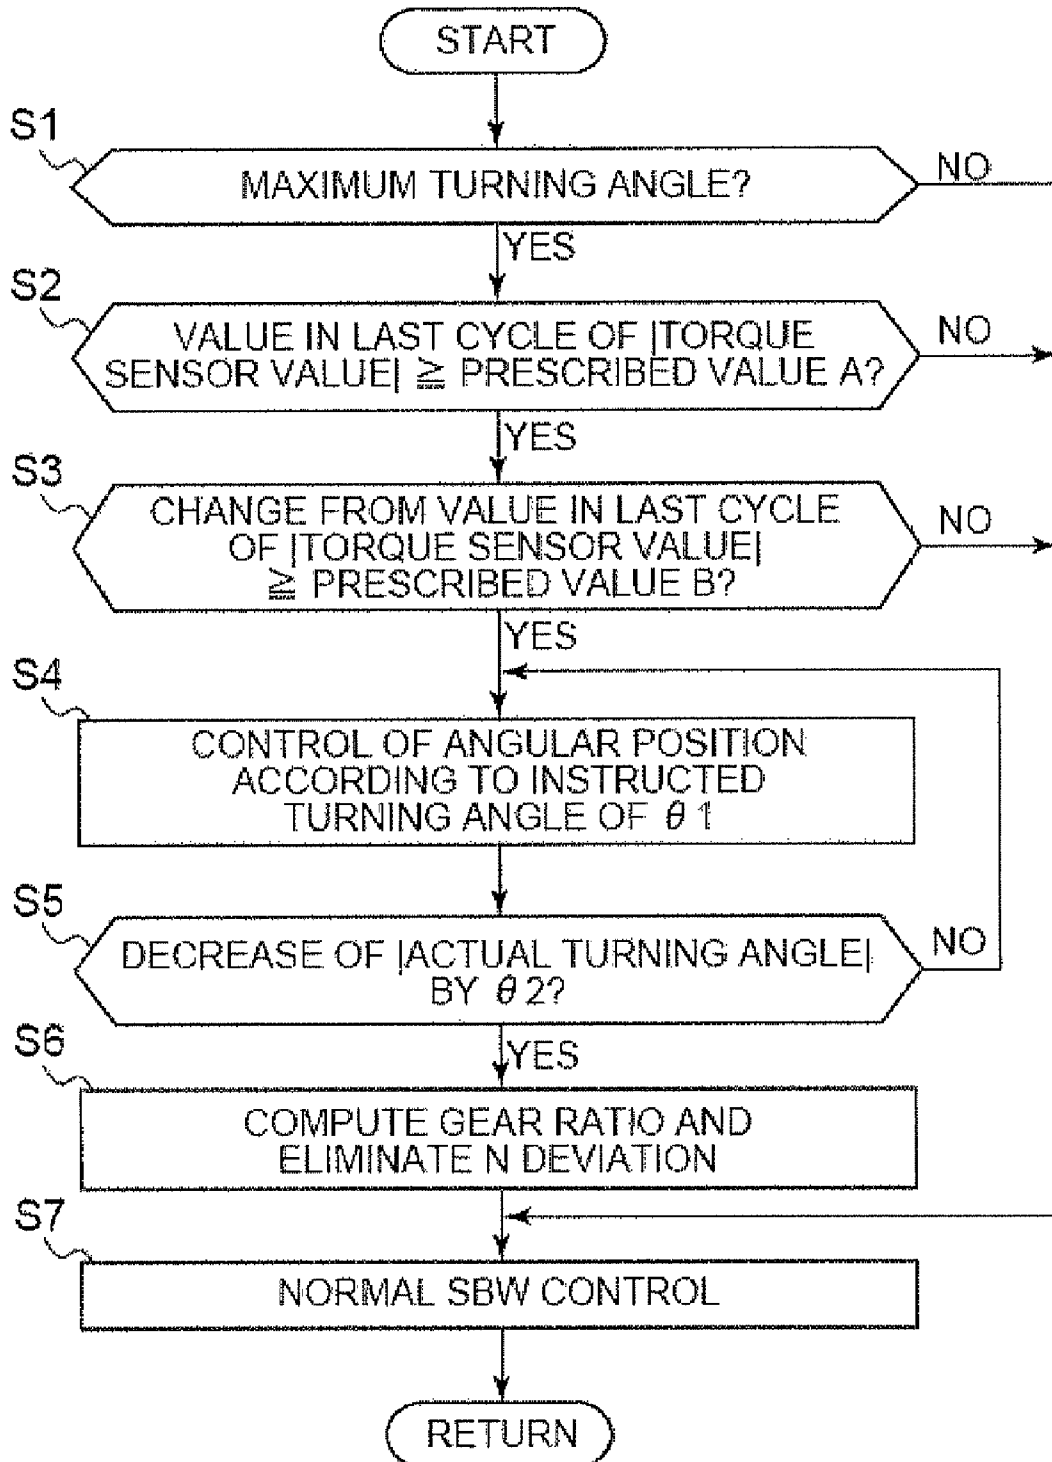 START
S1
MAXIMUM TURNING ANGLE?
NO
YES
S2
VALUE IN LAST CYCLE OF |TORQUE
SENSOR VALUE| ≧ PRESCRIBED VALUE A?
NO
YES
S3
CHANGE FROM VALUE IN LAST CYCLE
OF |TORQUE SENSOR VALUE|
≧ PRESCRIBED VALUE B?
NO
YES
S4
CONTROL OF ANGULAR POSITION
ACCORDING TO INSTRUCTED
TURNING ANGLE OF θ 1
S5
DECREASE OF |ACTUAL TURNING ANGLE|
BY θ 2?
NO
YES
S6
COMPUTE GEAR RATIO AND
ELIMINATE N DEVIATION
S7
NORMAL SBW CONTROL
RETURN